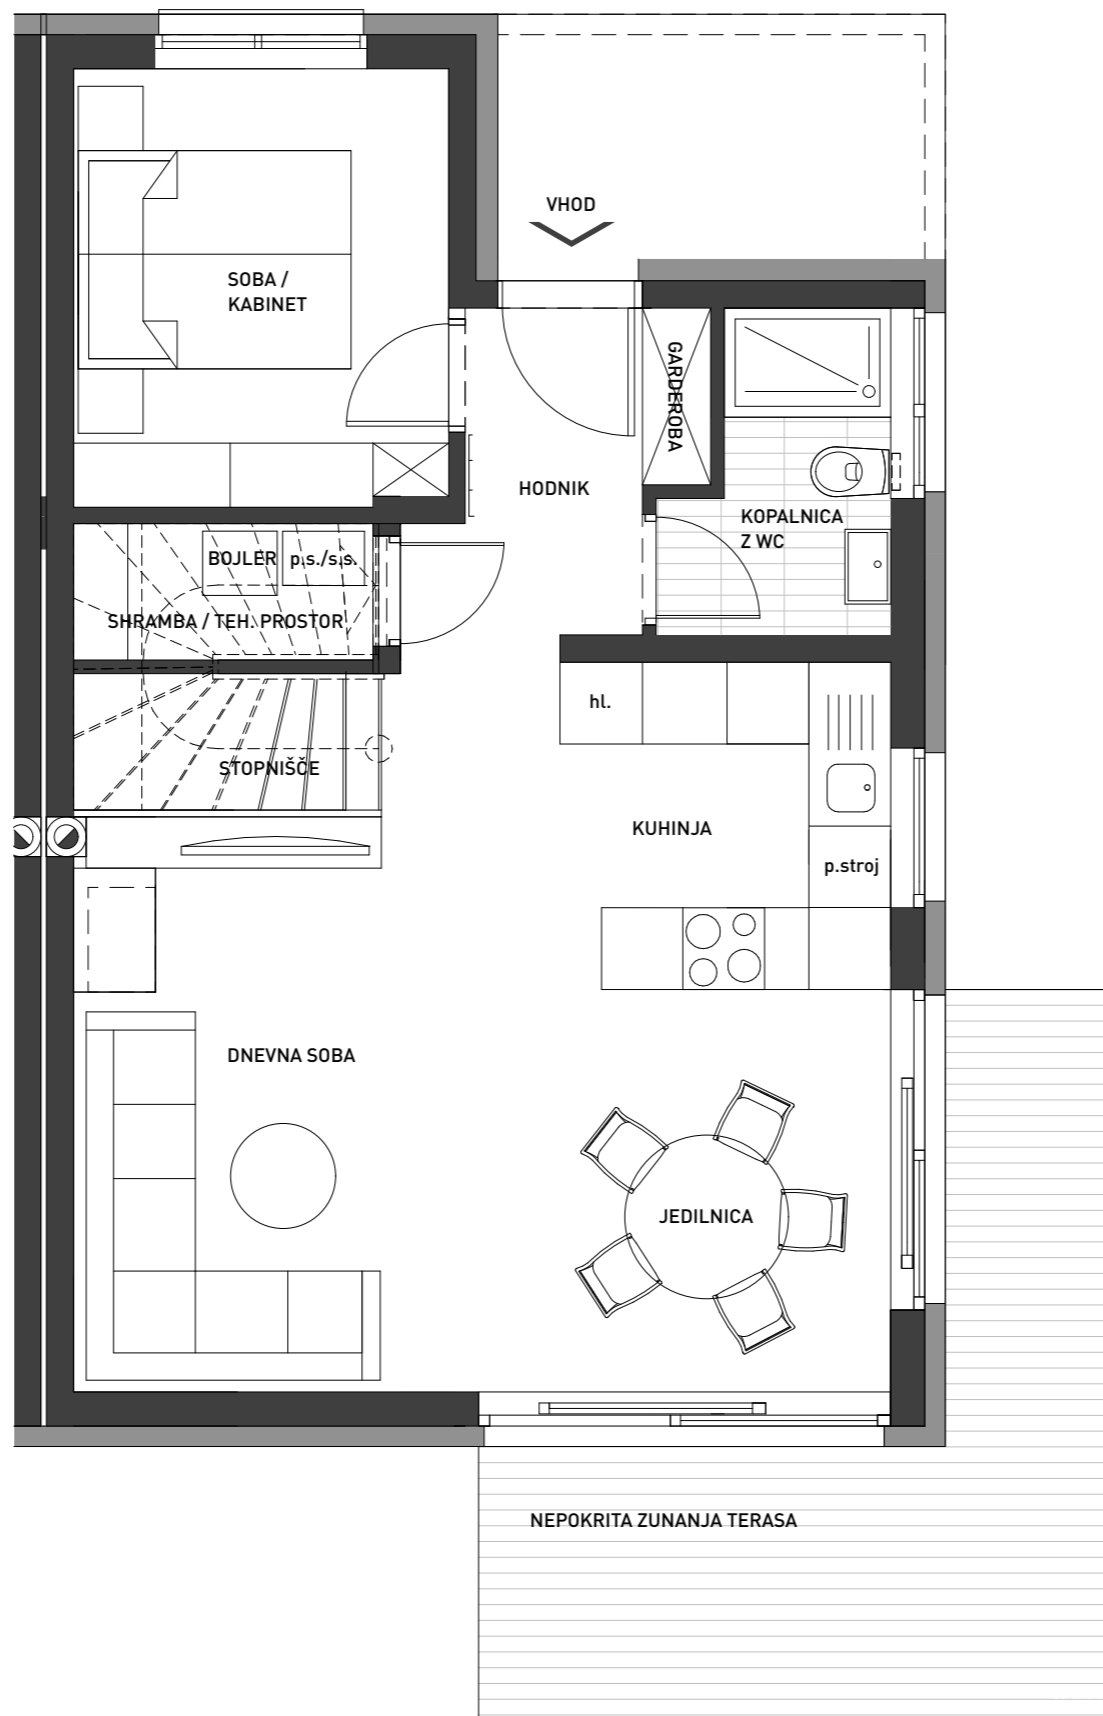 VHOD
SOBA /
KABINET
GARDEROBA
HODNIK
KOPALNICA
Z WC
BOJLER
p.s./s.s.
SHRAMBA / TEH. PROSTOR
hl.
STOPNIŠČE
KUHINJA
p.stroj
DNEVNA SOBA
JEDILNICA
NEPOKRITA ZUNANJA TERASA